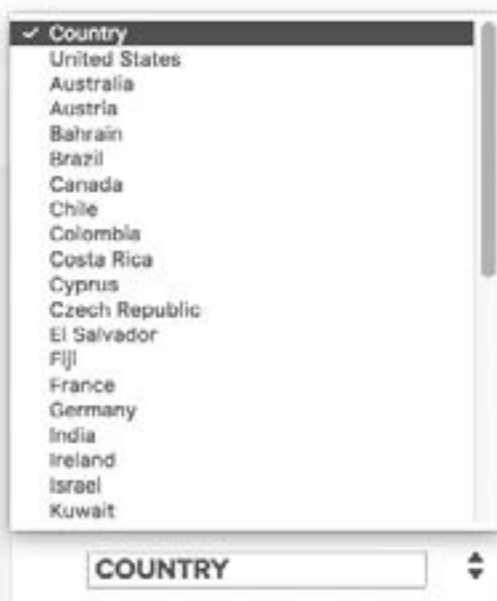 ✓ Country
United States
Australia
Austria
Bahrain
Brazil
Canada
Chile
Colombia
Costa Rica
Cyprus
Czech Republic
El Salvador
Fiji
France
Germany
India
Ireland
Israel
Kuwait
COUNTRY